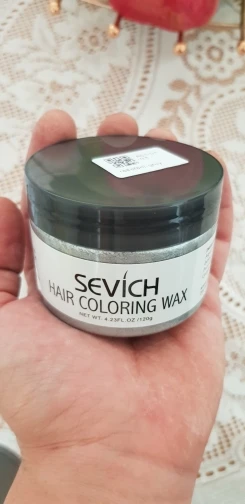 SEVICH
HAIR COLORING WAX
NET WT. 4.23FL.OZ /120g